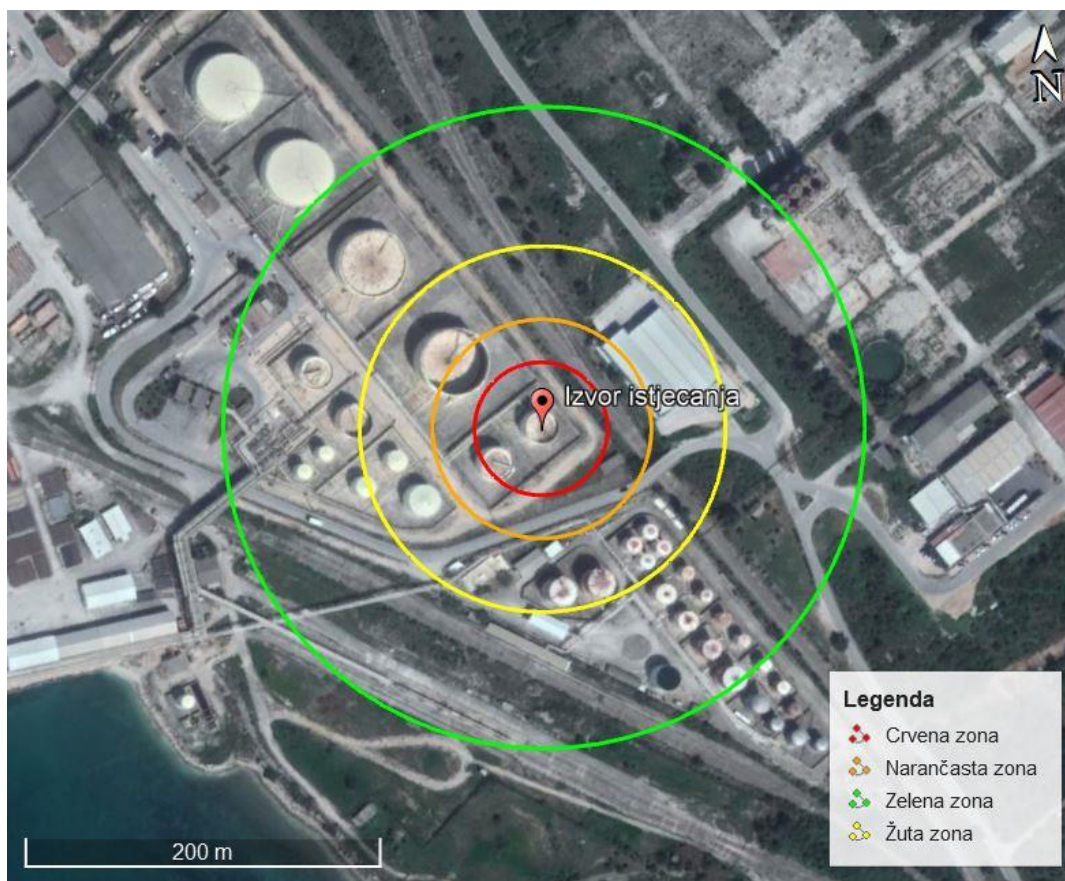 N
Izvor istjecanja
Legenda
Crvena zona
Narančasta zona
Zelena zona
Žuta zona
200 m